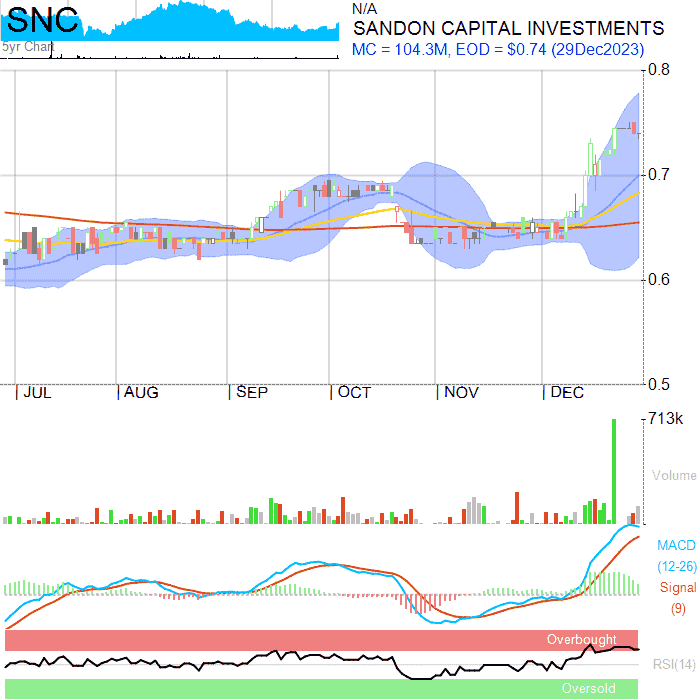 SNC
5yr Chart
N/A
SANDON CAPITAL INVESTMENTS
MC = 104.3M, EOD = $0.74 (29Dec2023)
0.8
0.7
0.6
0.5
JUL AUG SEP OCT NOV DEC
713k
Volume
MACD
(12-26)
Signal
(9)
Overbought
RSI(14)
Oversold